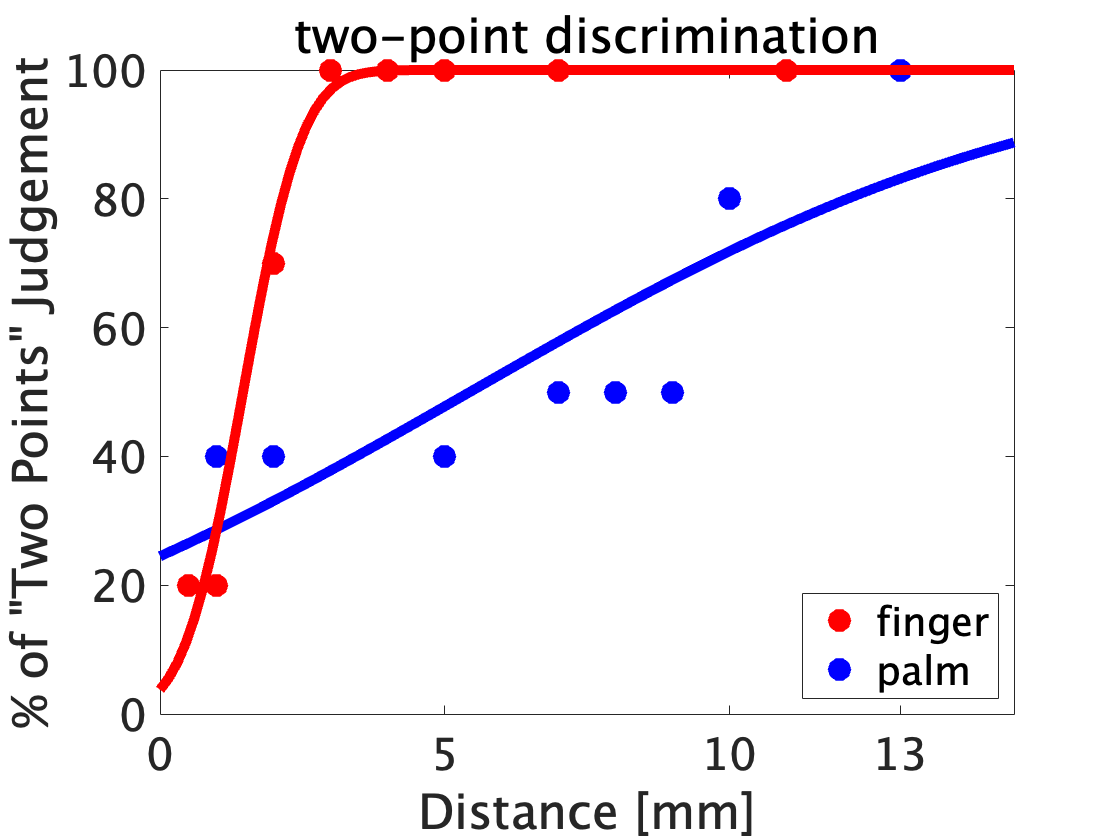 two-point discrimination
% of "Two Points" Judgement
100
80
60
40
20
0
0 5 10 13
Distance [mm]
finger
palm